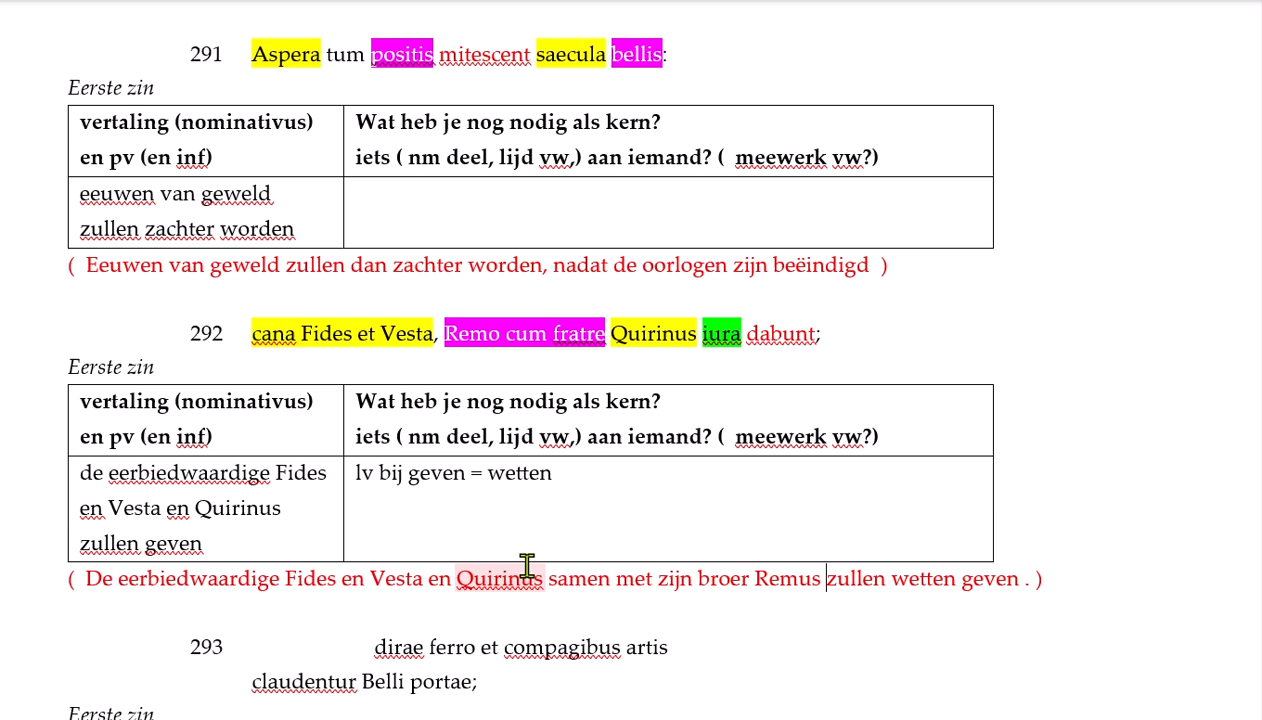 291 Aspera tum positis mitescent saecula bellis:
Eerste zin
vertaling (nominativus) Wat heb je nog nodig als kern?
en pv (en inf) iets ( nm deel, lijd vw,) aan iemand? ( meewerk vw?)
eeuwen van geweld
zullen zachter worden
( Eeuwen van geweld zullen dan zachter worden, nadat de oorlogen zijn beëindigd )
292 cana Fides et Vesta, Remo cum fratre Quirinus iura dabunt;
Eerste zin
vertaling (nominativus) Wat heb je nog nodig als kern?
en pv (en inf) iets ( nm deel, lijd vw,) aan iemand? ( meewerk vw?)
de eerbiedwaardige Fides lv bij geven = wetten
en Vesta en Quirinus
zullen geven
( De eerbiedwaardige Fides en Vesta en Quirinus samen met zijn broer Remus zullen wetten geven . )
293 dirae ferro et compagibus artis
claudentur Belli portae;
Eerste zin